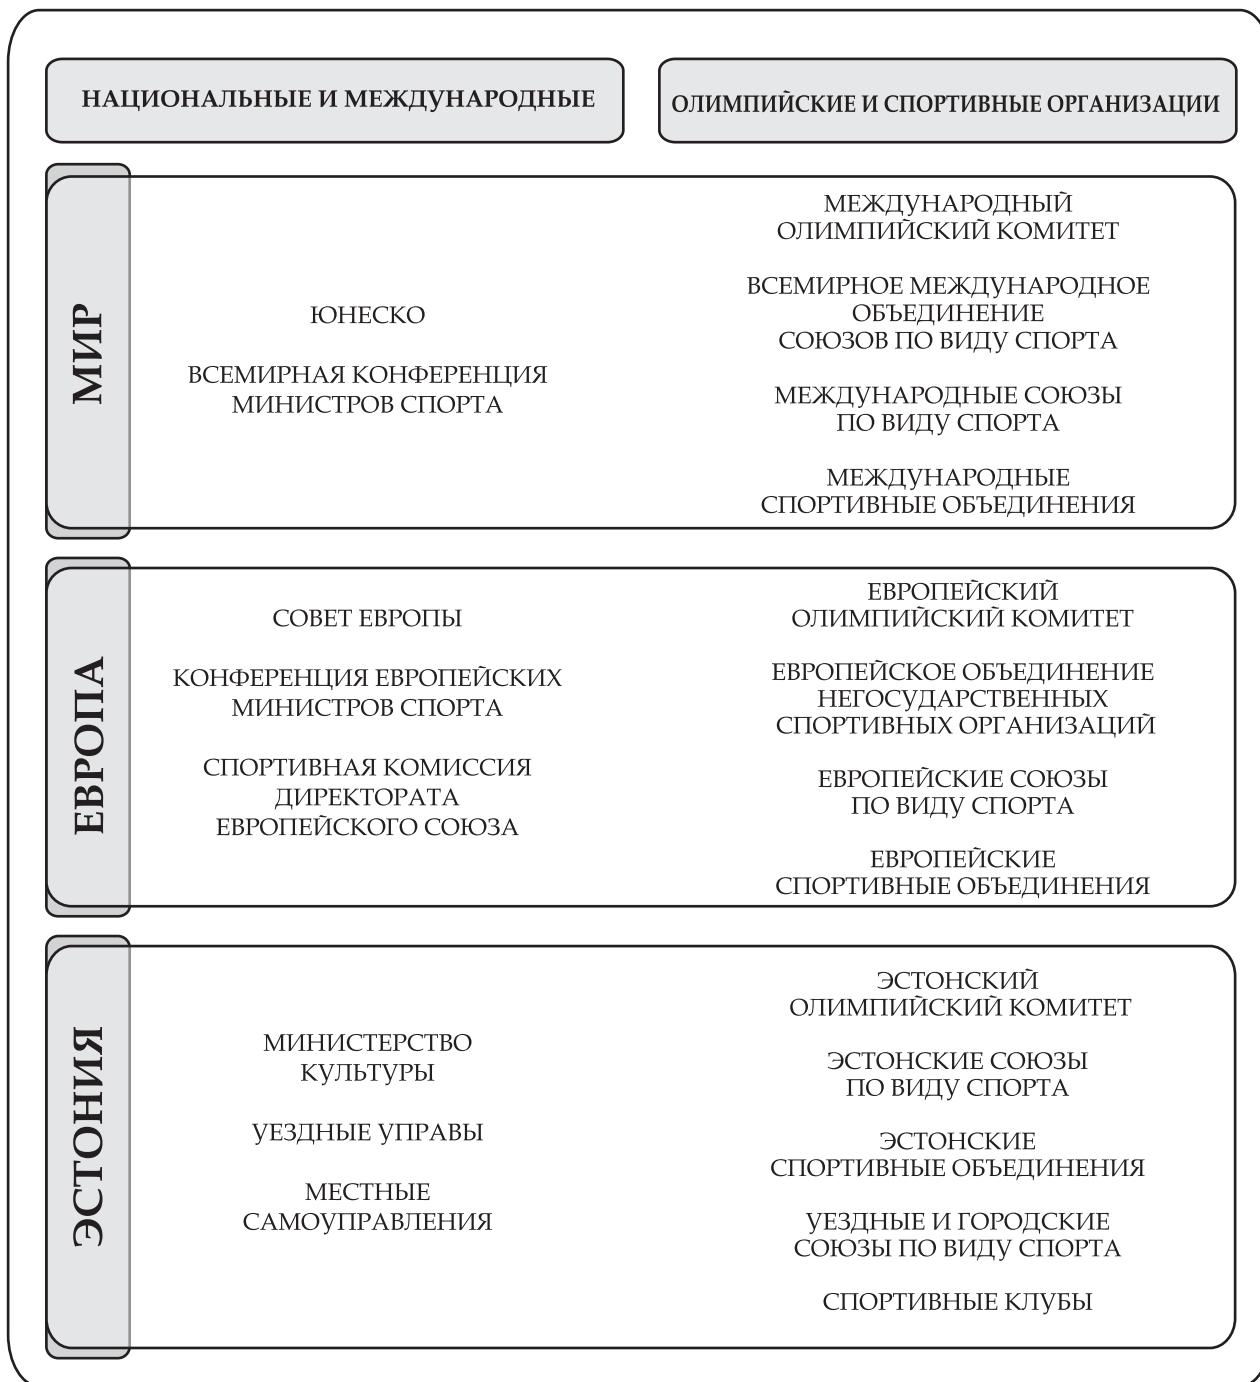 НАЦИОНАЛЬНЫЕ И МЕЖДУНАРОДНЫЕ
ОЛИМПИЙСКИЕ И СПОРТИВНЫЕ ОРГАНИЗАЦИИ
МИР
ЮНЕСКО
ВСЕМИРНАЯ КОНФЕРЕНЦИЯ
МИНИСТРОВ СПОРТА
МЕЖДУНАРОДНЫЙ
ОЛИМПИЙСКИЙ КОМИТЕТ
ВСЕМИРНОЕ МЕЖДУНАРОДНОЕ
ОБЪЕДИНЕНИЕ
СОЮЗОВ ПО ВИДУ СПОРТА
МЕЖДУНАРОДНЫЕ СОЮЗЫ
ПО ВИДУ СПОРТА
МЕЖДУНАРОДНЫЕ
СПОРТИВНЫЕ ОБЪЕДИНЕНИЯ
ЕВРОПА
СОВЕТ ЕВРОПЫ
КОНФЕРЕНЦИЯ ЕВРОПЕЙСКИХ
МИНИСТРОВ СПОРТА
СПОРТИВНАЯ КОМИССИЯ
ДИРЕКТОРАТА
ЕВРОПЕЙСКОГО СОЮЗА
ЕВРОПЕЙСКИЙ
ОЛИМПИЙСКИЙ КОМИТЕТ
ЕВРОПЕЙСКОЕ ОБЪЕДИНЕНИЕ
НЕГОСУДАРСТВЕННЫХ
СПОРТИВНЫХ ОРГАНИЗАЦИЙ
ЕВРОПЕЙСКИЕ СОЮЗЫ
ПО ВИДУ СПОРТА
ЕВРОПЕЙСКИЕ
СПОРТИВНЫЕ ОБЪЕДИНЕНИЯ
ЭСТОНИЯ
МИНИСТЕРСТВО
КУЛЬТУРЫ
УЕЗДНЫЕ УПРАВЫ
МЕСТНЫЕ
САМОУПРАВЛЕНИЯ
ЭСТОНСКИЙ
ОЛИМПИЙСКИЙ КОМИТЕТ
ЭСТОНСКИЕ СОЮЗЫ
ПО ВИДУ СПОРТА
ЭСТОНСКИЕ
СПОРТИВНЫЕ ОБЪЕДИНЕНИЯ
УЕЗДНЫЕ И ГОРОДСКИЕ
СОЮЗЫ ПО ВИДУ СПОРТА
СПОРТИВНЫЕ КЛУБЫ